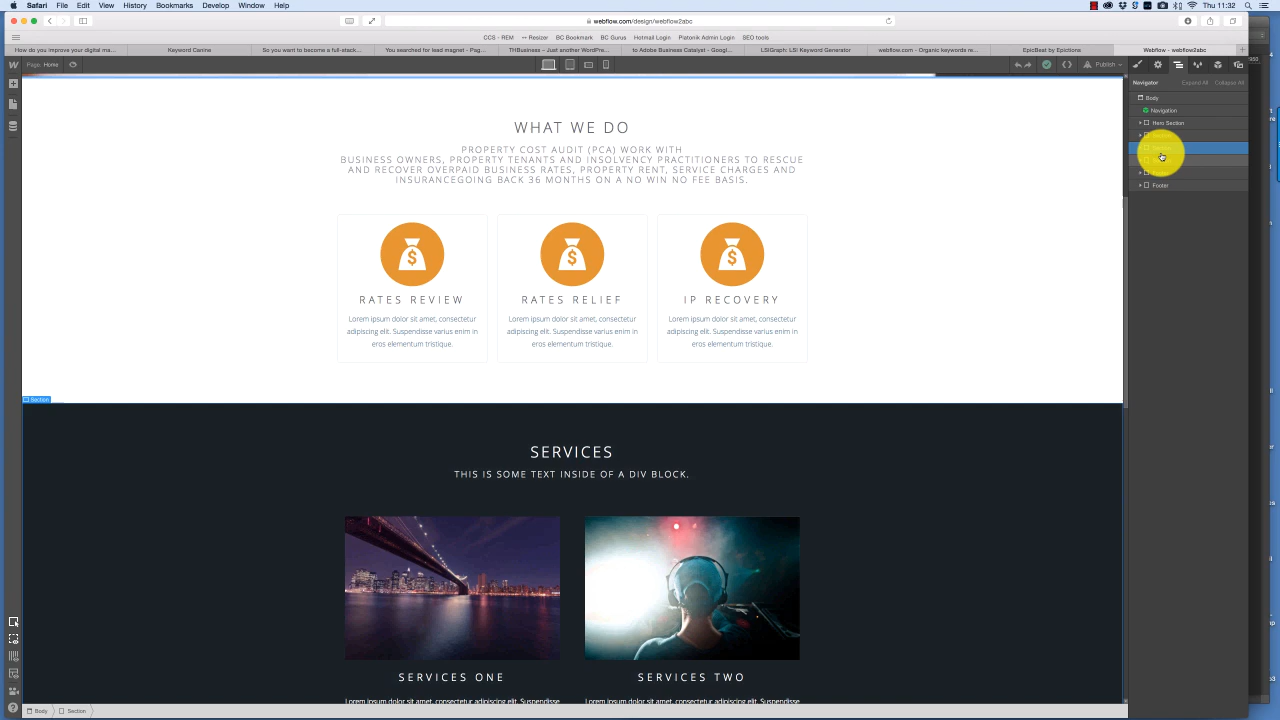 Safari File Edit View History Bookmarks Develop Window Help
Thu 11:32
webflow.com/design/webflow2abc
CCS - REM
Resizer
BC Bookmark
BC Gurus
Hotmail Login
Platonik Admin Login
SEO tools
How do you improve your digital ma...
Keyword Canine
So you want to become a full-stack...
You searched for lead magnet - Pag...
THBusiness – Just another WordPre...
to Adobe Business Catalyst - Googl...
LSIGraph: LSI Keyword Generator
webflow.com - Organic keywords re...
EpicBeat by Epictions
Webflow - webflow2abc
Page: Home
Publish
Navigator
Expand All
Collapse All
Body
Navigation
Hero Section
Footer
WHAT WE DO
PROPERTY COST AUDIT (PCA) WORK WITH
BUSINESS OWNERS, PROPERTY TENANTS AND INSOLVENCY PRACTITIONERS TO RESCUE
AND RECOVER OVERPAID BUSINESS RATES, PROPERTY RENT, SERVICE CHARGES AND
INSURANCEGOING BACK 36 MONTHS ON A NO WIN NO FEE BASIS.
RATES REVIEW
Lorem ipsum dolor sit amet, consectetur
adipiscing elit. Suspendisse varius enim in
eros elementum tristique.
RATES RELIEF
Lorem ipsum dolor sit amet, consectetur
adipiscing elit. Suspendisse varius enim in
eros elementum tristique.
IP RECOVERY
Lorem ipsum dolor sit amet, consectetur
adipiscing elit. Suspendisse varius enim in
eros elementum tristique.
Section
SERVICES
THIS IS SOME TEXT INSIDE OF A DIV BLOCK.
SERVICES ONE
SERVICES TWO
Lorem ipsum dolor sit amet, consectetur adipiscing elit. Suspendisse
Lorem ipsum dolor sit amet, consectetur adipiscing elit. Suspendisse
Body
Section